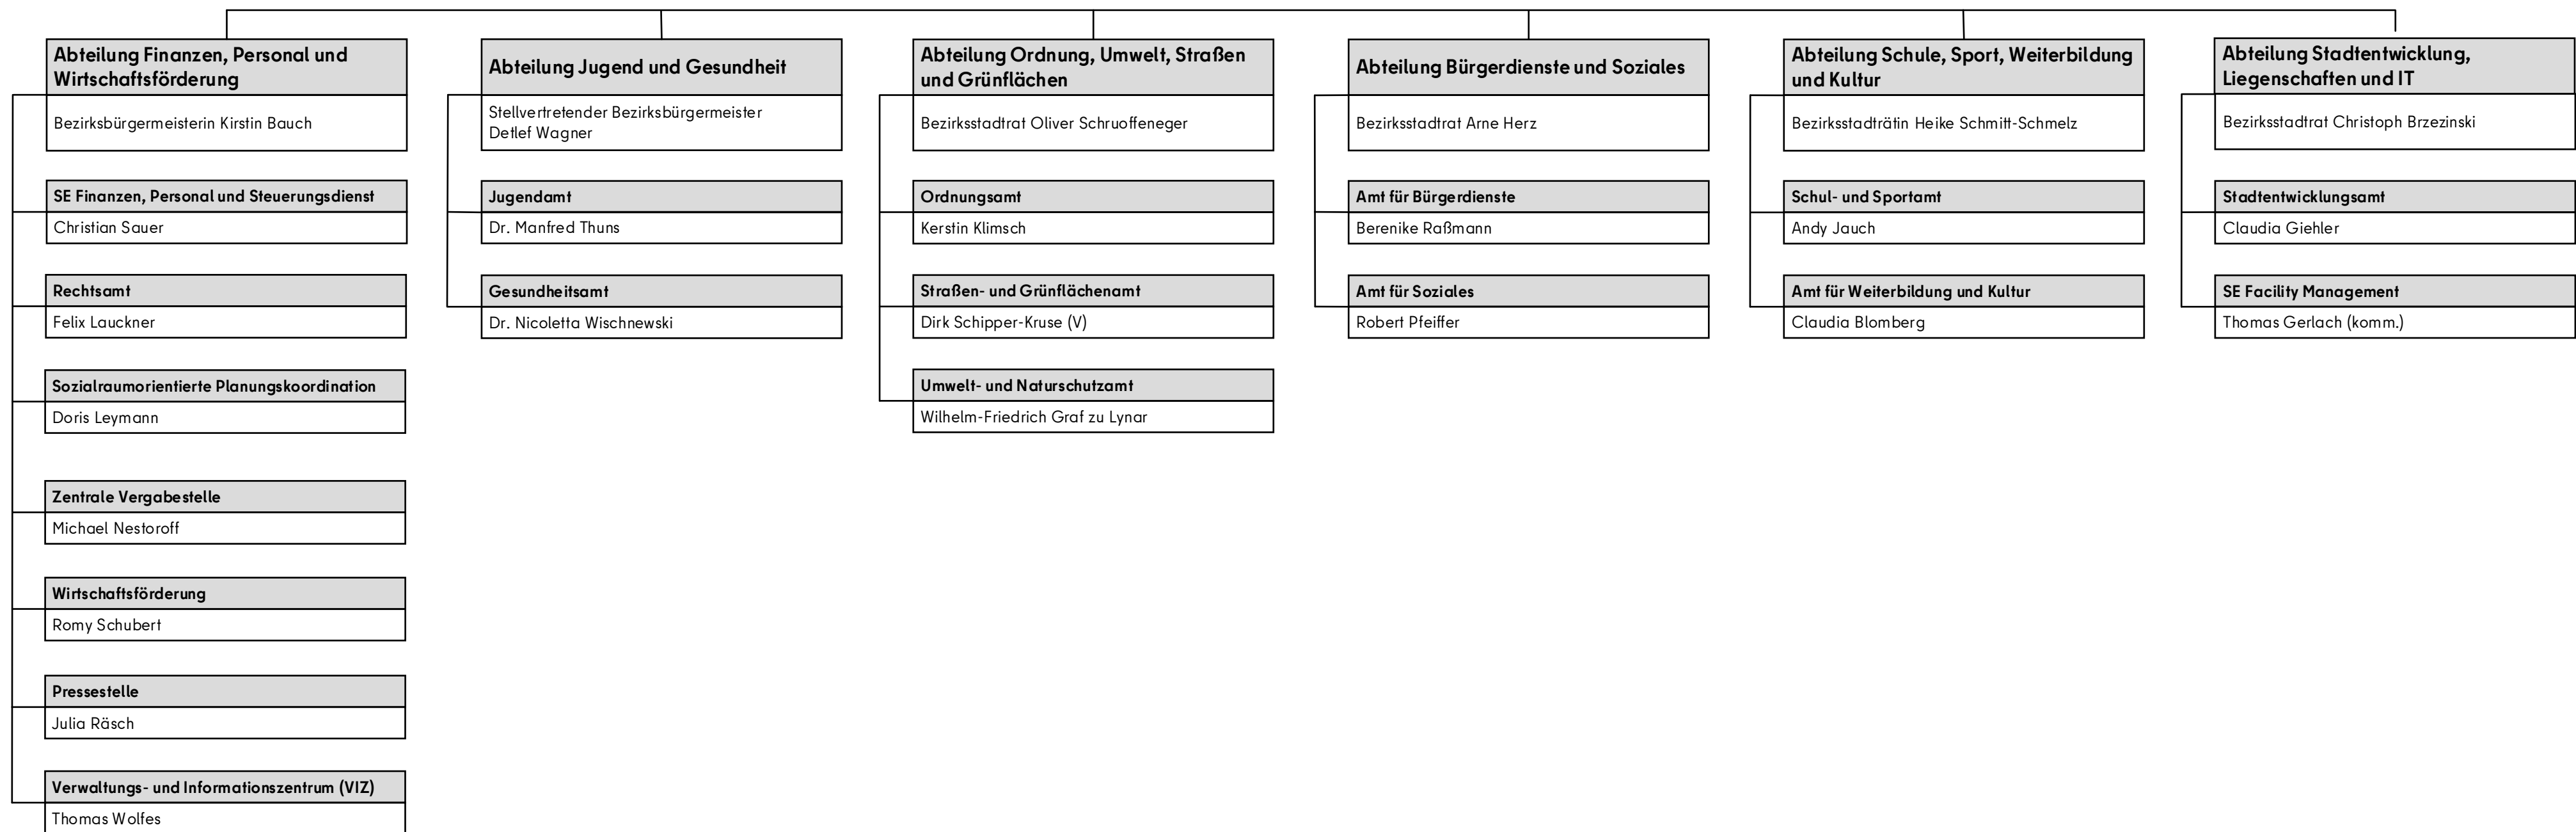 Abteilung Finanzen, Personal und
Wirtschaftsförderung
Bezirksbürgermeisterin Kirstin Bauch
SE Finanzen, Personal und Steuerungsdienst
Christian Sauer
Rechtsamt
Felix Lauckner
Sozialraumorientierte Planungskoordination
Doris Leymann
Zentrale Vergabestelle
Michael Nestoroff
Wirtschaftsförderung
Romy Schubert
Pressestelle
Julia Räsch
Verwaltungs- und Informationszentrum (VIZ)
Thomas Wolfes
Abteilung Jugend und Gesundheit
Stellvertretender Bezirksbürgermeister
Detlef Wagner
Jugendamt
Dr. Manfred Thuns
Gesundheitsamt
Dr. Nicoletta Wischnewski
Abteilung Ordnung, Umwelt, Straßen
und Grünflächen
Bezirksstadtrat Oliver Schruoffeneger
Ordnungsamt
Kerstin Klimsch
Straßen- und Grünflächenamt
Dirk Schipper-Kruse (V)
Umwelt- und Naturschutzamt
Wilhelm-Friedrich Graf zu Lynar
Abteilung Bürgerdienste und Soziales
Bezirksstadtrat Arne Herz
Amt für Bürgerdienste
Berenike Raßmann
Amt für Soziales
Robert Pfeiffer
Abteilung Schule, Sport, Weiterbildung
und Kultur
Bezirksstadträtin Heike Schmitt-Schmelz
Schul- und Sportamt
Andy Jauch
Amt für Weiterbildung und Kultur
Claudia Blomberg
Abteilung Stadtentwicklung,
Liegenschaften und IT
Bezirksstadtrat Christoph Brzezinski
Stadtentwicklungsamt
Claudia Giehler
SE Facility Management
Thomas Gerlach (komm.)